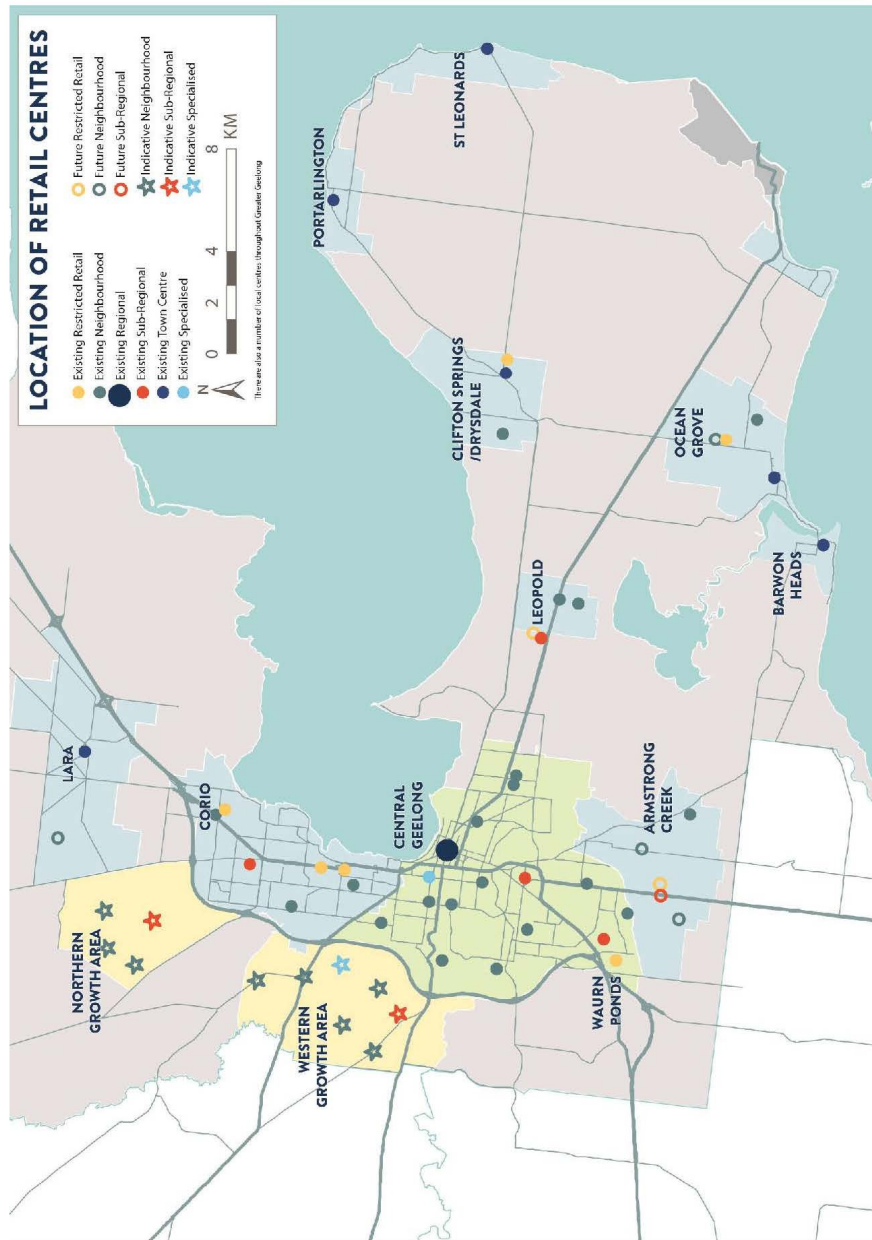 LOCATION OF RETAIL CENTRES
Existing Restricted Retail
Existing Neighbourhood
Existing Regional
Existing Sub-Regional
Existing Town Centre
Existing Specialised
Future Restricted Retail
Future Neighbourhood
Future Sub-Regional
Indicative Neighbourhood
Indicative Sub-Regional
Indicative Specialised
N
0 2 4 8
KM
There are also a number of local centres throughout Greater Geelong
NORTHERN
GROWTH AREA
LARA
CORIO
WESTERN
GROWTH AREA
CENTRAL
GEELONG
PORTARLINGTON
ST LEONARDS
CLIFTON SPRINGS
/DRYSDALE
LEOPOLD
WAURN
PONDS
ARMSTRONG
CREEK
OCEAN
GROVE
BARWON
HEADS